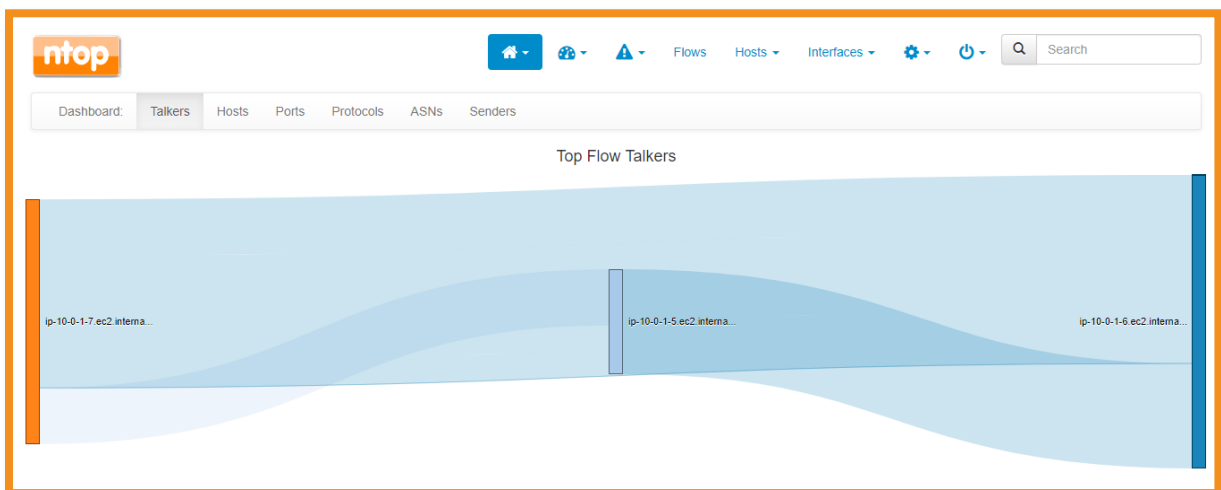 ntop
Flows Hosts Interfaces Search
Dashboard: Talkers Hosts Ports Protocols ASNs Senders
Top Flow Talkers
ip-10-0-1-7.ec2.interna... ip-10-0-1-5.ec2.interna... ip-10-0-1-6.ec2.interna...